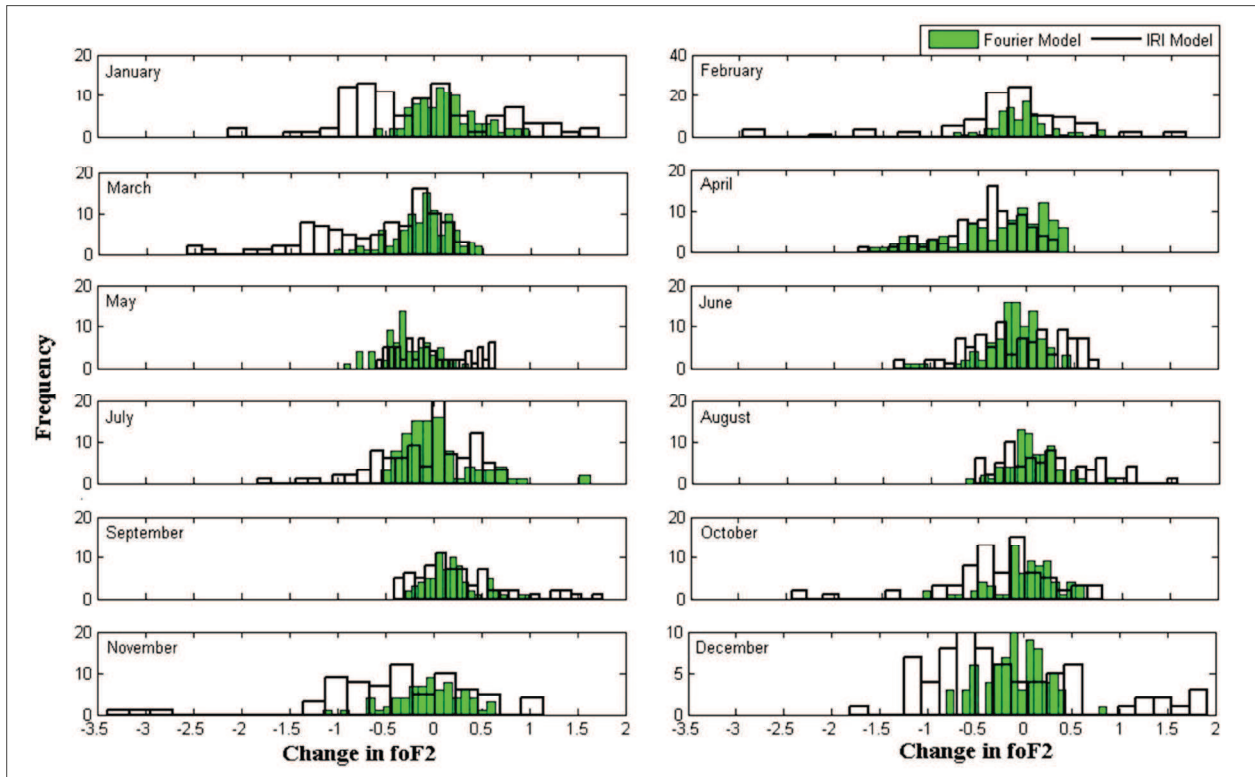 Fourier Model IRI Model
20 10 0 January
40 20 0 February
20 10 0 March
20 10 0 April
20 10 0 May
20 10 0 June
Frequency
20 10 0 July
20 10 0 August
20 10 0 September
20 10 0 October
20 10 0 November
10 5 0 December
-3.5 -3 -2.5 -2 -1.5 -1 -0.5 0 0.5 1 1.5 2
-3.5 -3 -2.5 -2 -1.5 -1 -0.5 0 0.5 1 1.5 2
Change in foF2
Change in foF2